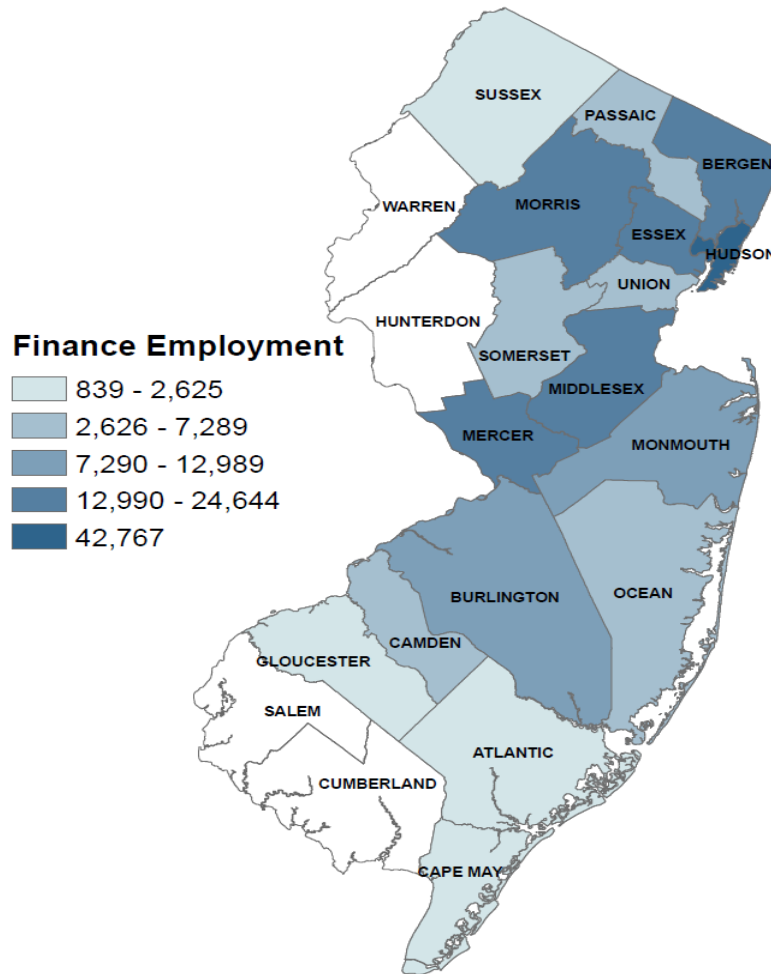 SUSSEX
PASSAIC
BERGEN
WARREN
MORRIS
ESSEX
HUDSON
UNION
HUNTERDON
SOMERSET
Finance Employment
839 - 2,625
2,626 - 7,289
7,290 - 12,989
12,990 - 24,644
42,767
MIDDLESEX
MERCER
MONMOUTH
BURLINGTON
OCEAN
CAMDEN
GLOUCESTER
SALEM
ATLANTIC
CUMBERLAND
CAPE MAY